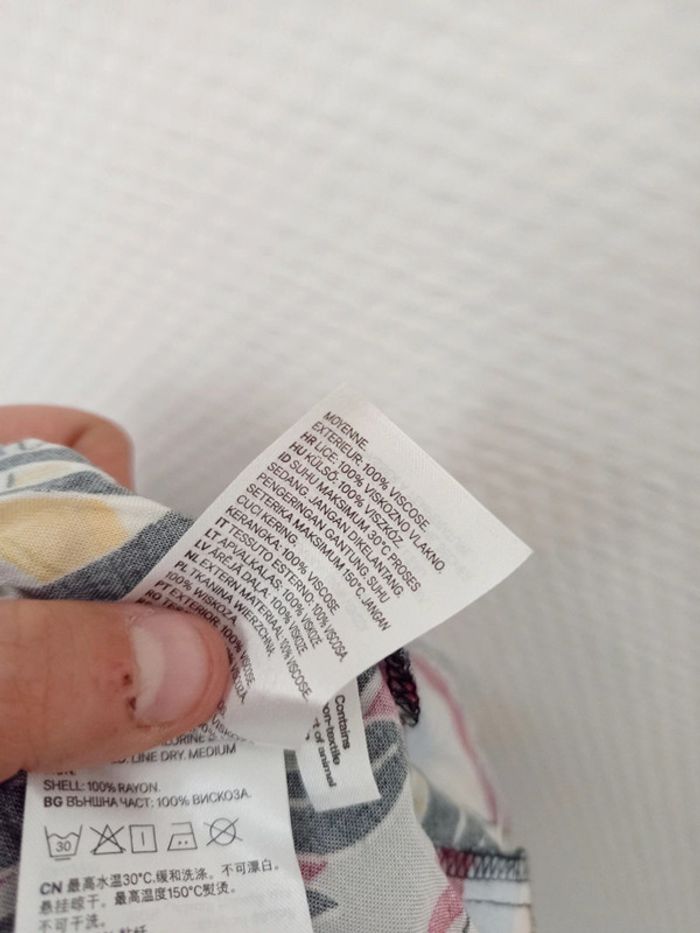 MOYENNE.
EXTERIEUR: 100% VISCOSE
HR LICE: 100% VISKOZNO VLAKNO.
HU KÜLSŐ: 100% VISZKÓZ
ID SUHU MAKSIMUM 30°C, PROSES
SEDANG. JANGAN DIKELANTANG.
PENGERINGAN GANTUNG. SUHU
SETERIKA MAKSIMUM 150°C. JANGAN
CUCI KERING.
KERANGKA: 100% VISCOSE
IT TESSUTO ESTERNO: 100% VISCOSA
LT APVALKALAS: 100% VISKOZĖ
LV ĀRĒJĀ DAĻA: 100% VISKOZE
NL EXTERN MATERIAAL 100% VISCOSE.
PL TKANINA WIERZCHNIA:
100% WISKOZA.
PT EXTERIOR: 100% VISCOSE
Contains
non-textile
of animal
LINE DRY. MEDIUM
SHELL: 100% RAYON.
BG ВЪНШНА ЧАСТ: 100% ВИСКОЗА.
30
CN 最高水温30°C,缓和洗涤。不可漂白。
悬挂晾干。最高温度150°C熨烫。
不可干洗。